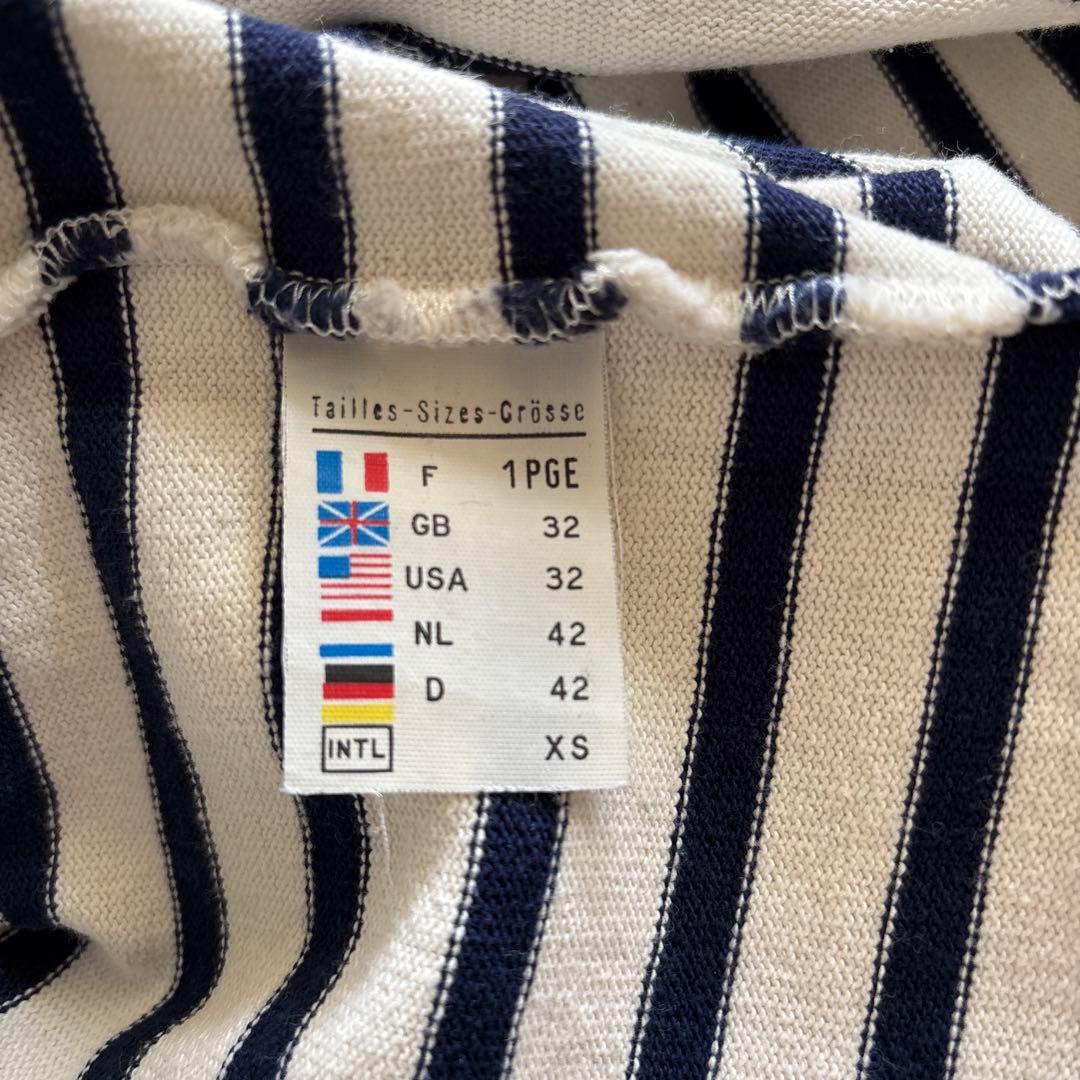 Tailles-Sizes-Grösse
F 1PGE
GB 32
USA 32
NL 42
D 42
INTL XS